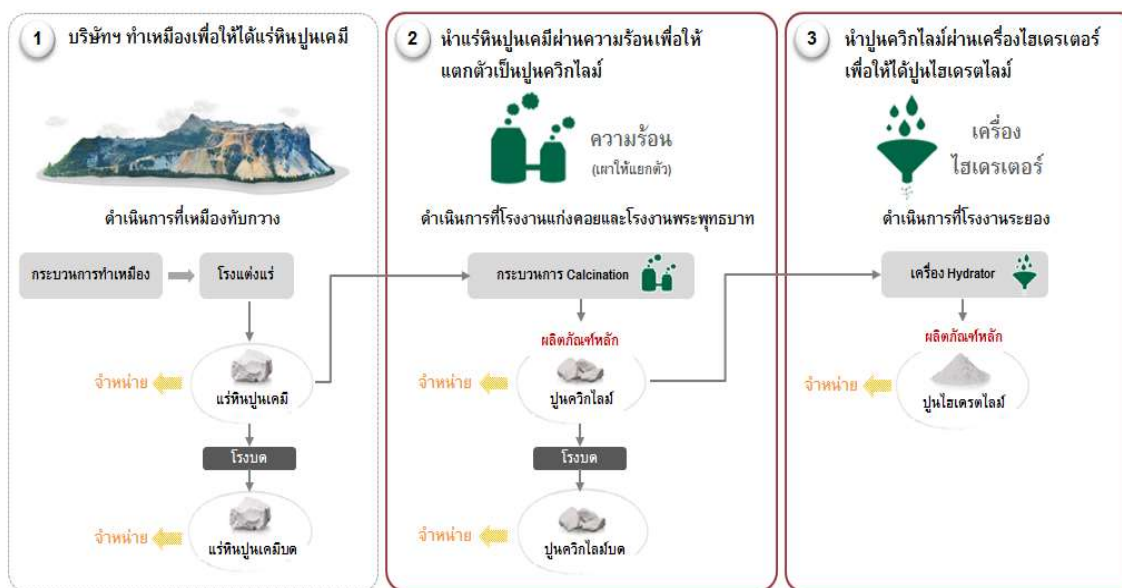 1
บริษัทฯ ทำเหมืองเพื่อให้ได้แร่หินปูนเคมี
ดำเนินการที่เหมืองทับกวาง
กระบวนการทำเหมือง
โรงแต่งแร่
จำหน่าย
แร่หินปูนเคมี
โรงบด
จำหน่าย
แร่หินปูนเคมีบด
2
นำแร่หินปูนเคมีผ่านความร้อนเพื่อให้
แตกตัวเป็นปูนควิกไลม์
ความร้อน
(เผาให้แยกตัว)
ดำเนินการที่โรงงานแก่งคอยและโรงงานพระพุทธบาท
กระบวนการ Calcination
ผลิตภัณฑ์หลัก
จำหน่าย
ปูนควิกไลม์
โรงบด
จำหน่าย
ปูนควิกไลม์บด
3
นำปูนควิกไลม์ผ่านเครื่องไฮเดรเตอร์
เพื่อให้ได้ปูนไฮเดรตไลม์
เครื่อง
ไฮเดรเตอร์
ดำเนินการที่โรงงานระยอง
เครื่อง Hydrator
ผลิตภัณฑ์หลัก
จำหน่าย
ปูนไฮเดรตไลม์